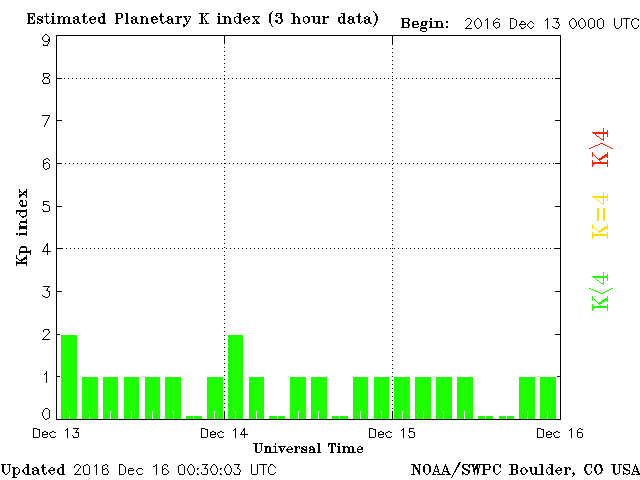 Estimated Planetary K index (3 hour data) Begin: 2016 Dec 13 0000 UTC
9
8
7
6
5
4
3
2
1
0
Kp index
K>4
K=4
K<4
Dec 13 Dec 14 Dec 15 Dec 16
Universal Time
Updated 2016 Dec 16 00:30:03 UTC NOAA/SWPC Boulder, CO USA